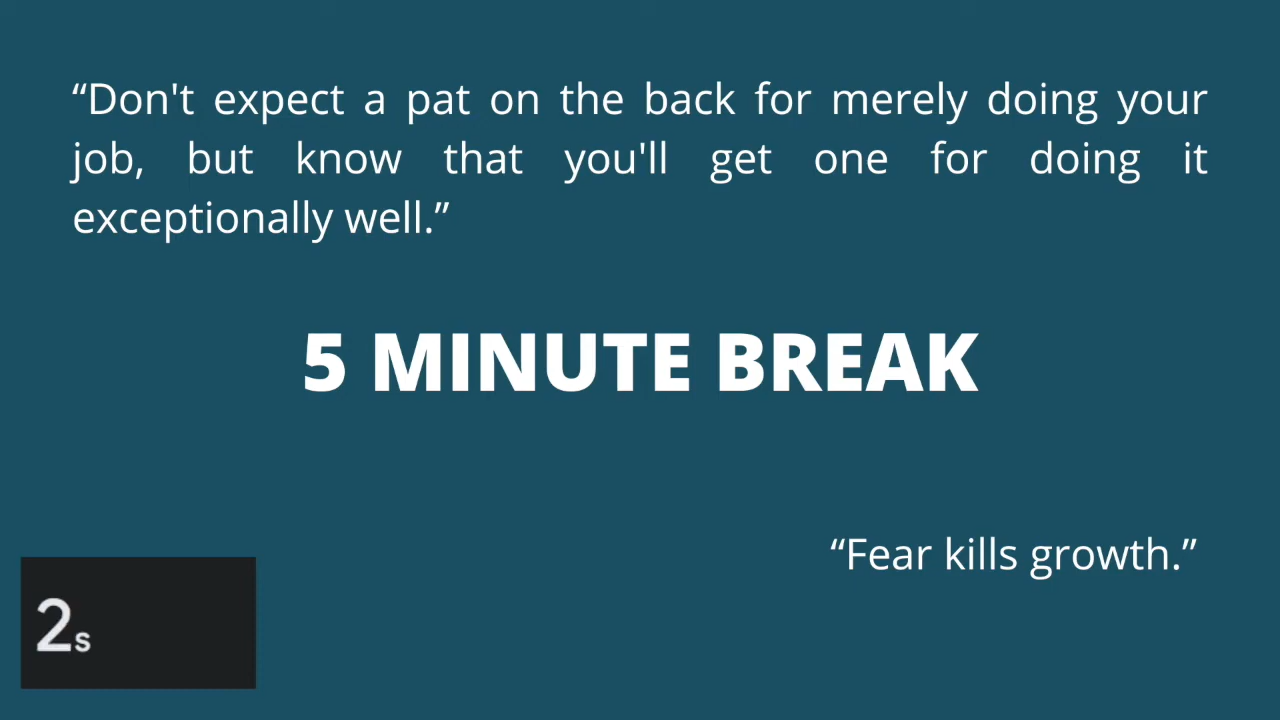 “Don't expect a pat on the back for merely doing your
job, but know that you'll get one for doing it
exceptionally well.”
5 MINUTE BREAK
“Fear kills growth.”
2s